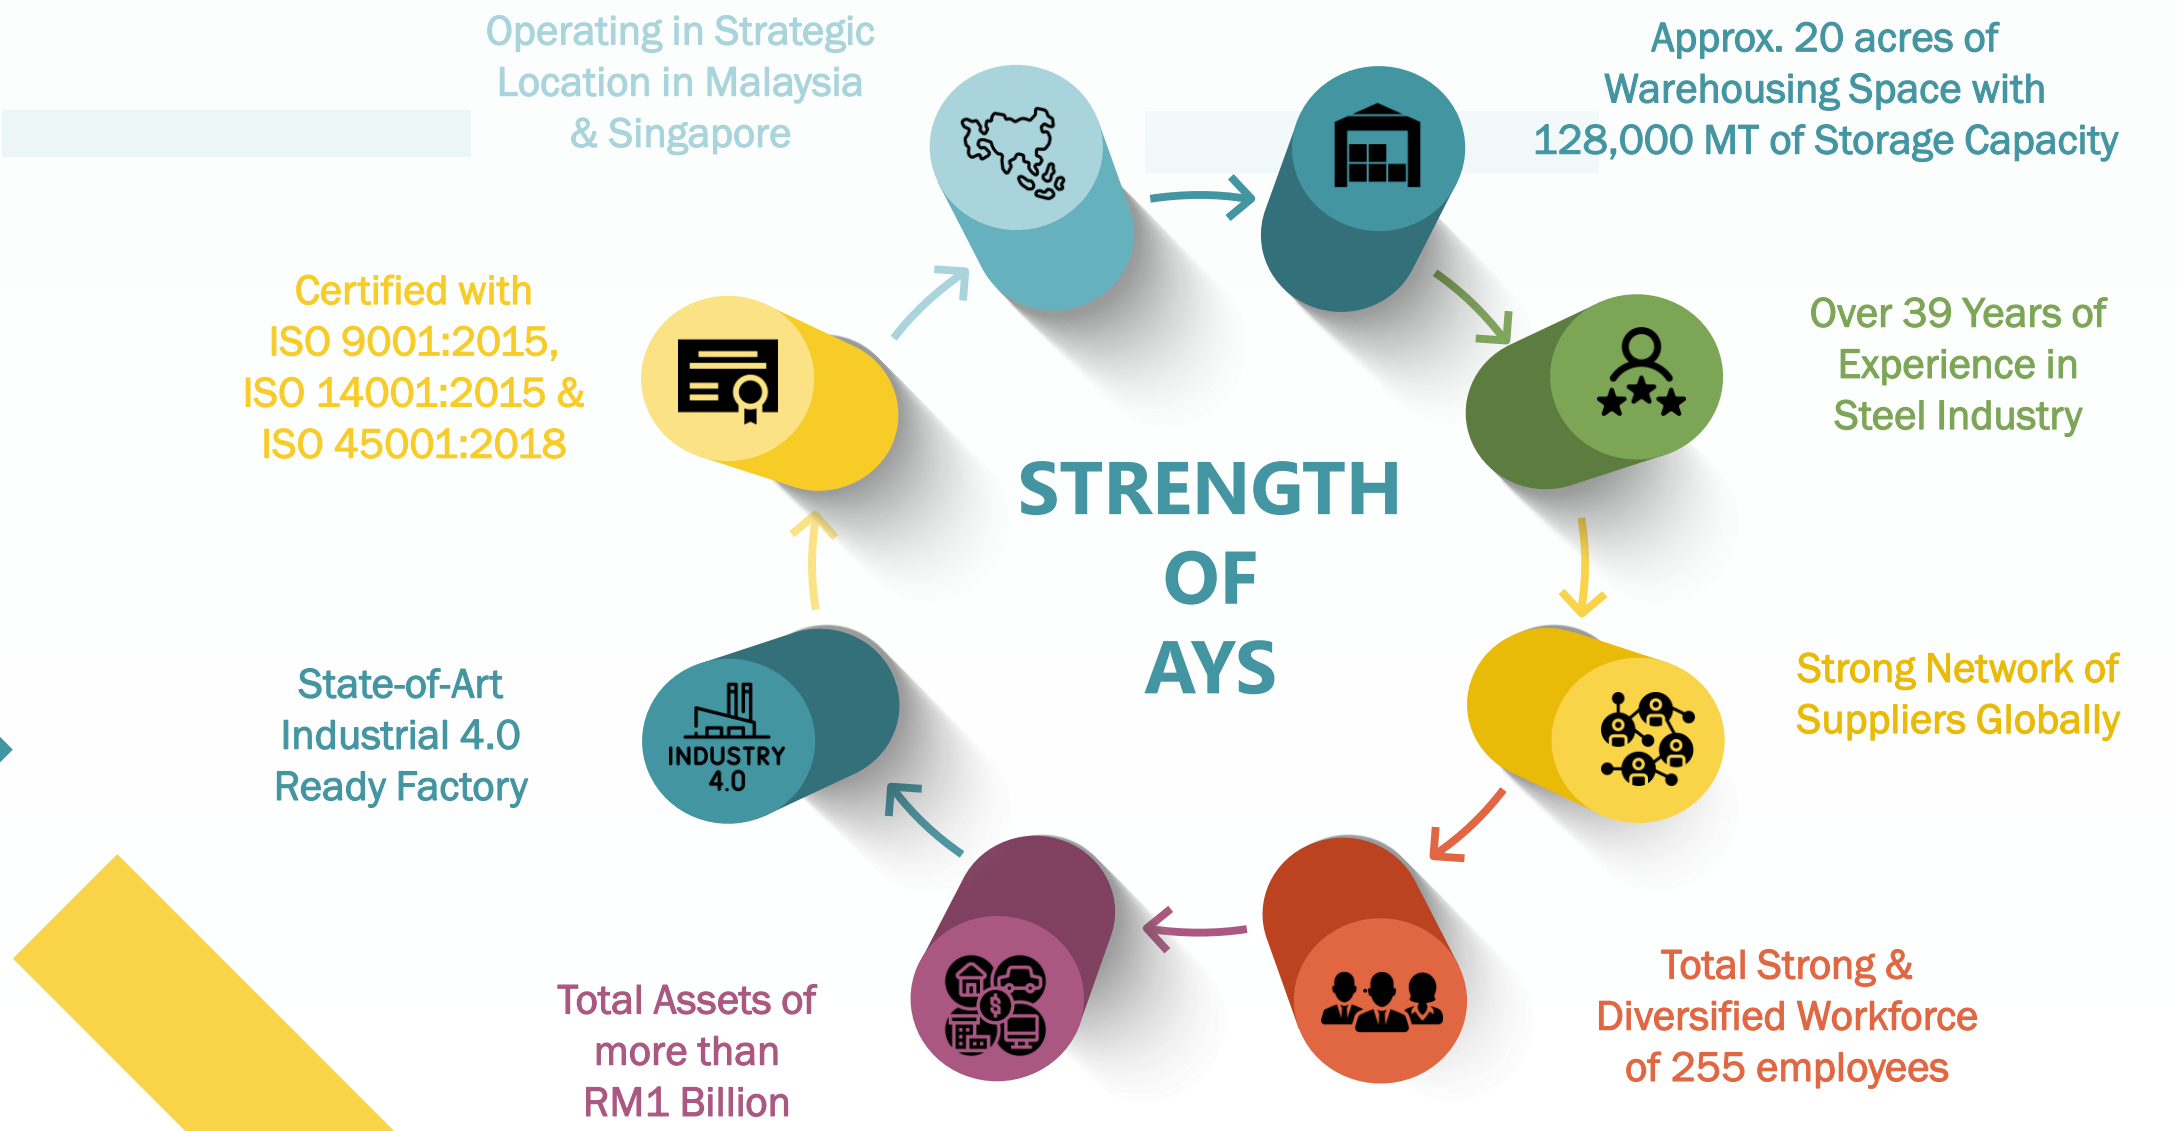 Operating in Strategic
Location in Malaysia
& Singapore
Approx. 20 acres of
Warehousing Space with
128,000 MT of Storage Capacity
Over 39 Years of
Experience in
Steel Industry
Strong Network of
Suppliers Globally
Total Strong &
Diversified Workforce
of 255 employees
Total Assets of
more than
RM1 Billion
State-of-Art
Industrial 4.0
Ready Factory
INDUSTRY
4.0
Certified with
ISO 9001:2015,
ISO 14001:2015 &
ISO 45001:2018
STRENGTH
OF
AYS